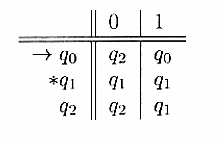 0 1
→ q₀ q₂ q₀
*q₁ q₁ q₁
q₂ q₂ q₁